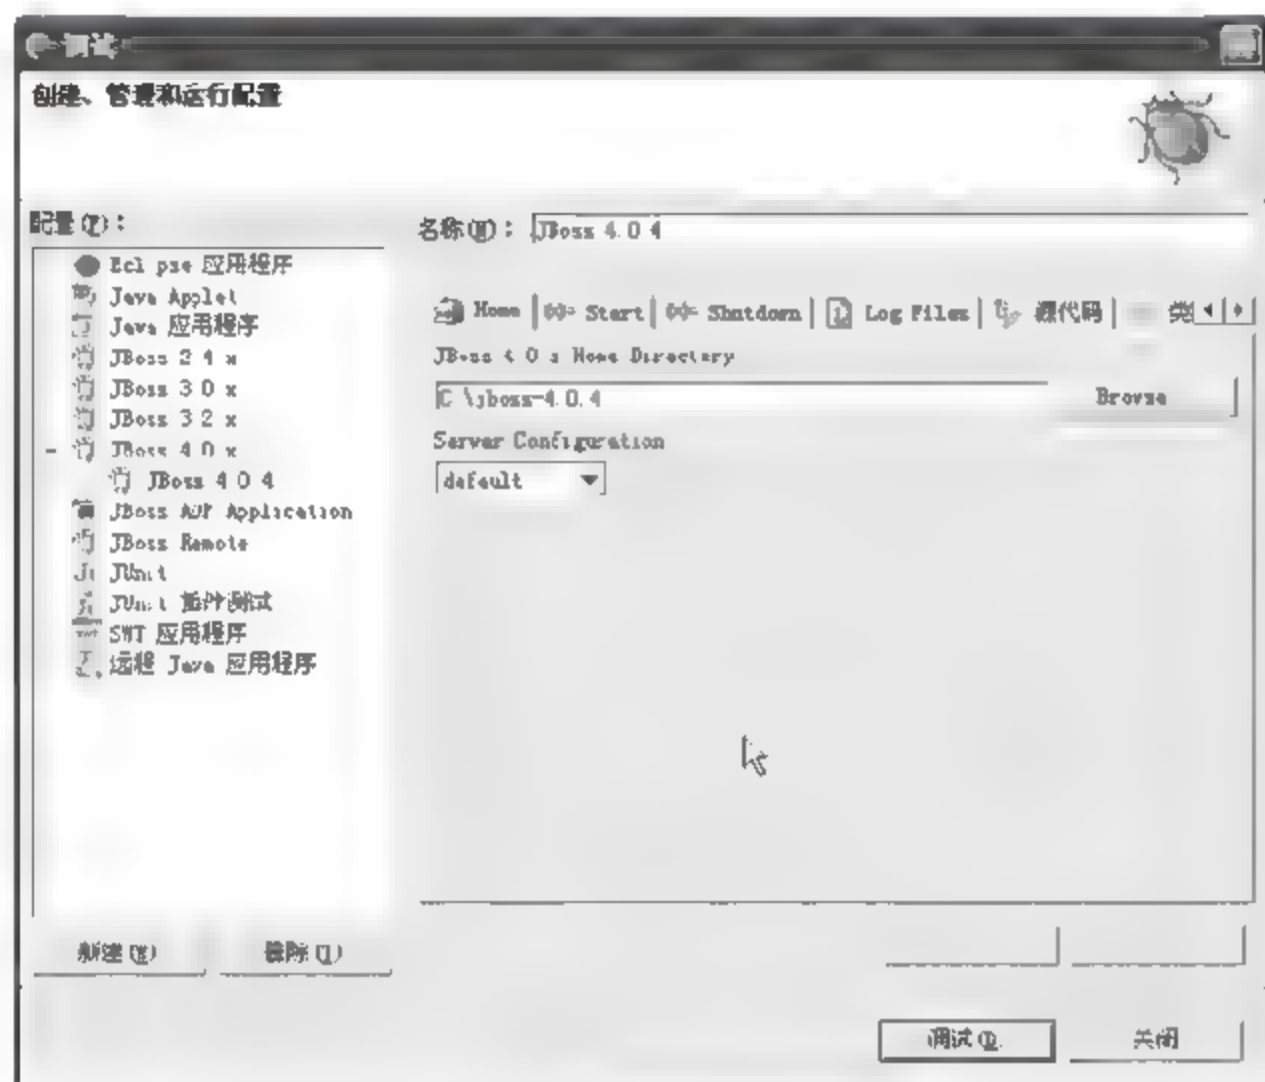 调试
创建、管理和运行配置
配置(F):
Eclipse 应用程序
Java Applet
Java 应用程序
JBoss 2 4 x
JBoss 3 0 x
JBoss 3 2 x
JBoss 4 0 x
JBoss 4 0 4
JBoss AOP Application
JBoss Remote
JUnit
JUnit 插件测试
SWT 应用程序
远程 Java 应用程序
新建(E)
删除(T)
名称(N): JBoss 4.0 4
Home Start Shutdown Log Files 源代码
JBoss 4 0 x Home Directory
C \jboss-4.0.4
Browse
Server Configuration
default
调试(D)
关闭